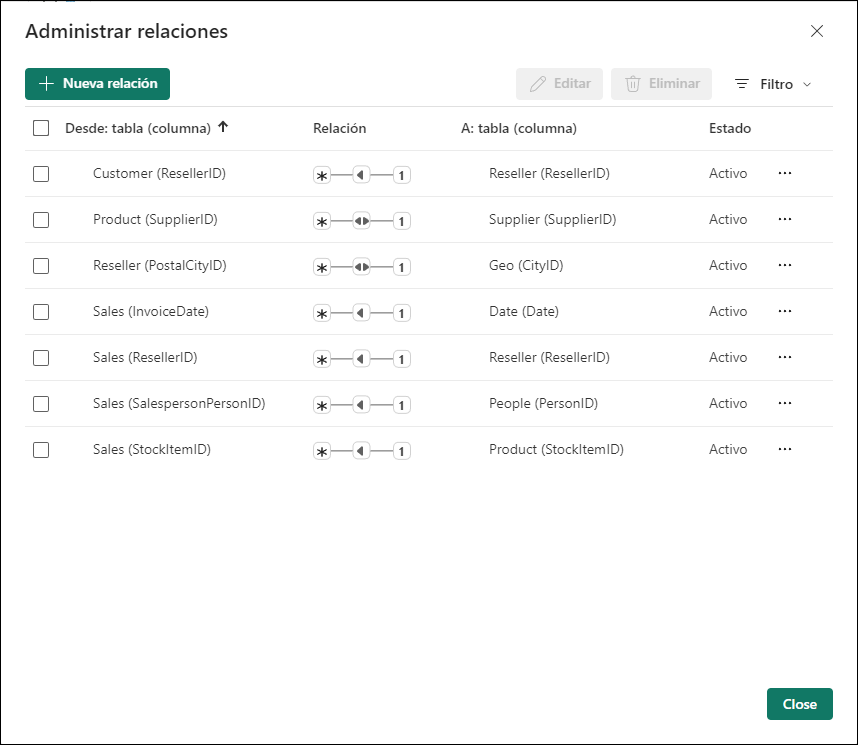 Administrar relaciones
Nueva relación Editar Eliminar Filtro
Desde: tabla (columna) Relación A: tabla (columna) Estado
Customer (ResellerID) * 1 Reseller (ResellerID) Activo ...
Product (SupplierID) * 1 Supplier (SupplierID) Activo ...
Reseller (PostalCityID) * 1 Geo (CityID) Activo ...
Sales (InvoiceDate) * 1 Date (Date) Activo ...
Sales (ResellerID) * 1 Reseller (ResellerID) Activo ...
Sales (SalespersonPersonID) * 1 People (PersonID) Activo ...
Sales (StockItemID) * 1 Product (StockItemID) Activo ...
Close